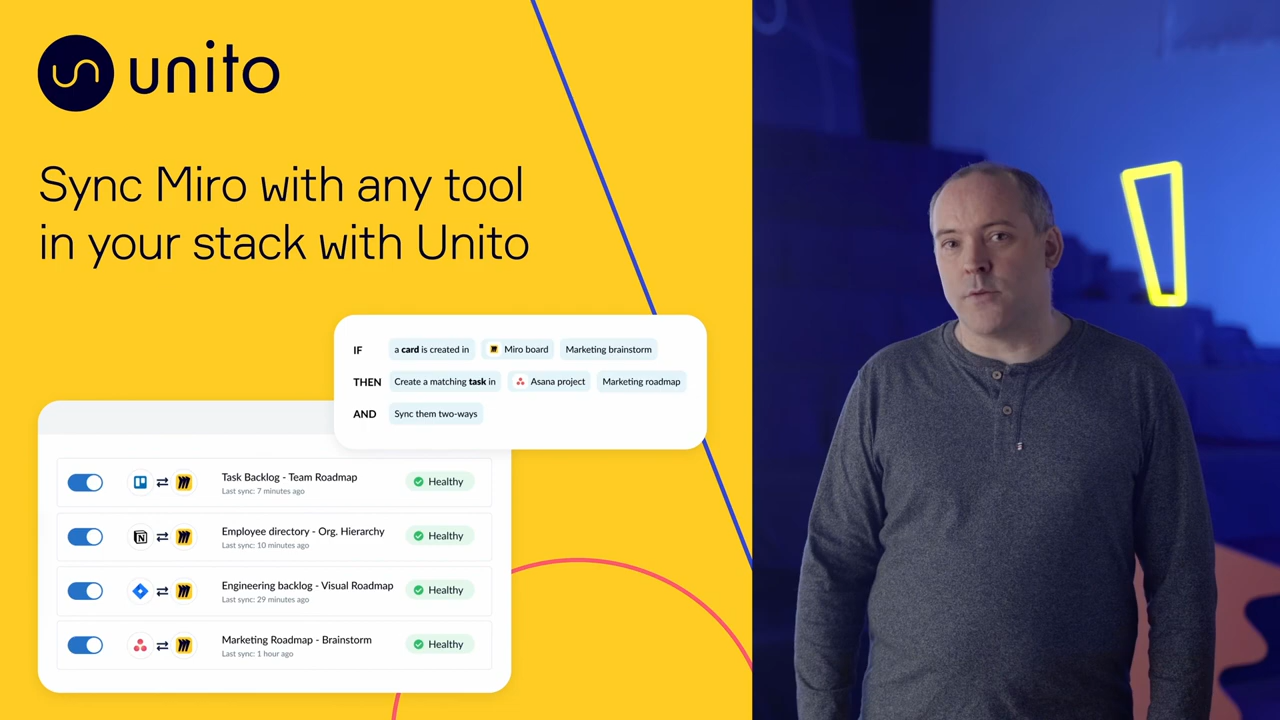 unito
Sync Miro with any tool
in your stack with Unito
IF a card is created in Miro board Marketing brainstorm
THEN Create a matching task in Asana project Marketing roadmap
AND Sync them two-ways
Task Backlog - Team Roadmap
Last sync: 7 minutes ago
Healthy
Employee directory - Org. Hierarchy
Last sync: 10 minutes ago
Healthy
Engineering backlog - Visual Roadmap
Last sync: 29 minutes ago
Healthy
Marketing Roadmap - Brainstorm
Last sync: 1 hour ago
Healthy